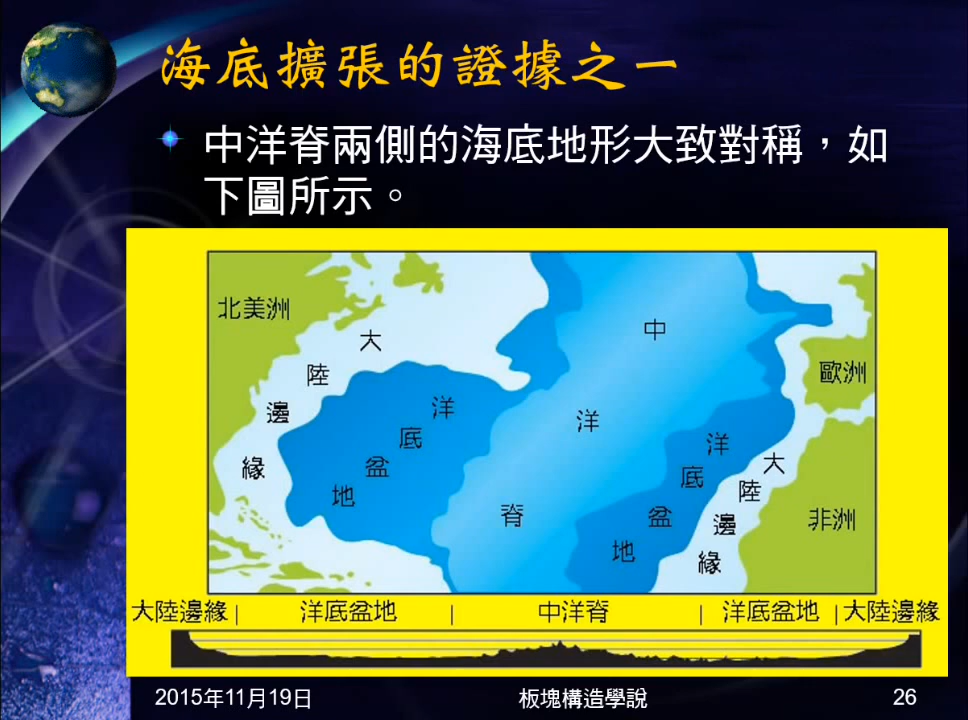 海底擴張的證據之一
中洋脊兩側的海底地形大致對稱，如
下圖所示。
北美洲
大陸邊緣
洋底盆地
中洋脊
洋底盆地
大陸邊緣
歐洲
非洲
大陸邊緣 | 洋底盆地 | 中洋脊 | 洋底盆地 | 大陸邊緣
2015年11月19日 板塊構造學說 26